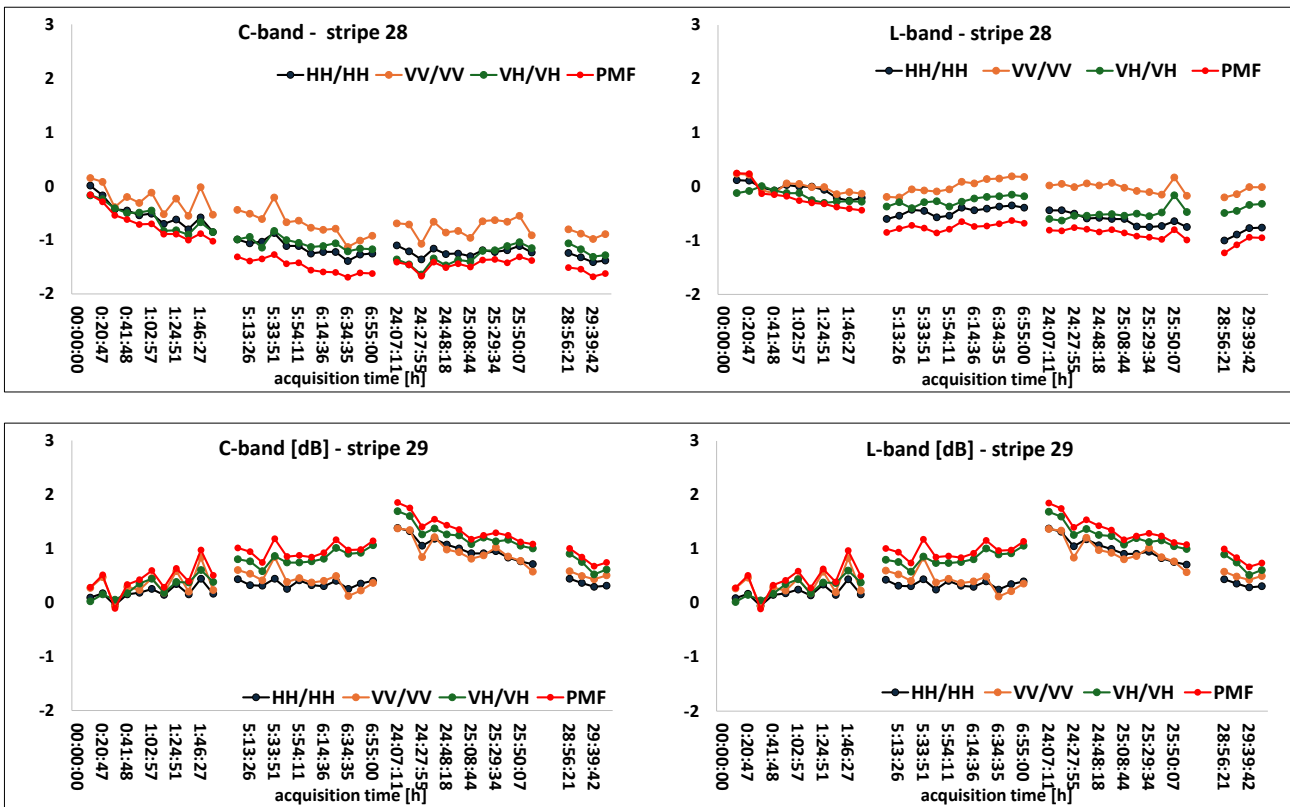 C-band - stripe 28
HH/HH VV/VV VH/VH PMF
3
2
1
0
-1
-2
00:00:00 0:20:47 0:41:48 1:02:57 1:24:51 1:46:27 5:13:26 5:33:51 5:54:11 6:14:36 6:34:35 6:55:00 24:07:11 24:27:55 24:48:18 25:08:44 25:29:34 25:50:07 28:56:21 29:39:42
acquisition time [h]
L-band - stripe 28
HH/HH VV/VV VH/VH PMF
3
2
1
0
-1
-2
00:00:00 0:20:47 0:41:48 1:02:57 1:24:51 1:46:27 5:13:26 5:33:51 5:54:11 6:14:36 6:34:35 6:55:00 24:07:11 24:27:55 24:48:18 25:08:44 25:29:34 25:50:07 28:56:21 29:39:42
acquisition time [h]
C-band [dB] - stripe 29
3
2
1
0
-1
-2
HH/HH VV/VV VH/VH PMF
00:00:00 0:20:47 0:41:48 1:02:57 1:24:51 1:46:27 5:13:26 5:33:51 5:54:11 6:14:36 6:34:35 6:55:00 24:07:11 24:27:55 24:48:18 25:08:44 25:29:34 25:50:07 28:56:21 29:39:42
acquisition time [h]
L-band [dB] - stripe 29
3
2
1
0
-1
-2
HH/HH VV/VV VH/VH PMF
00:00:00 0:20:47 0:41:48 1:02:57 1:24:51 1:46:27 5:13:26 5:33:51 5:54:11 6:14:36 6:34:35 6:55:00 24:07:11 24:27:55 24:48:18 25:08:44 25:29:34 25:50:07 28:56:21 29:39:42
acquisition time [h]